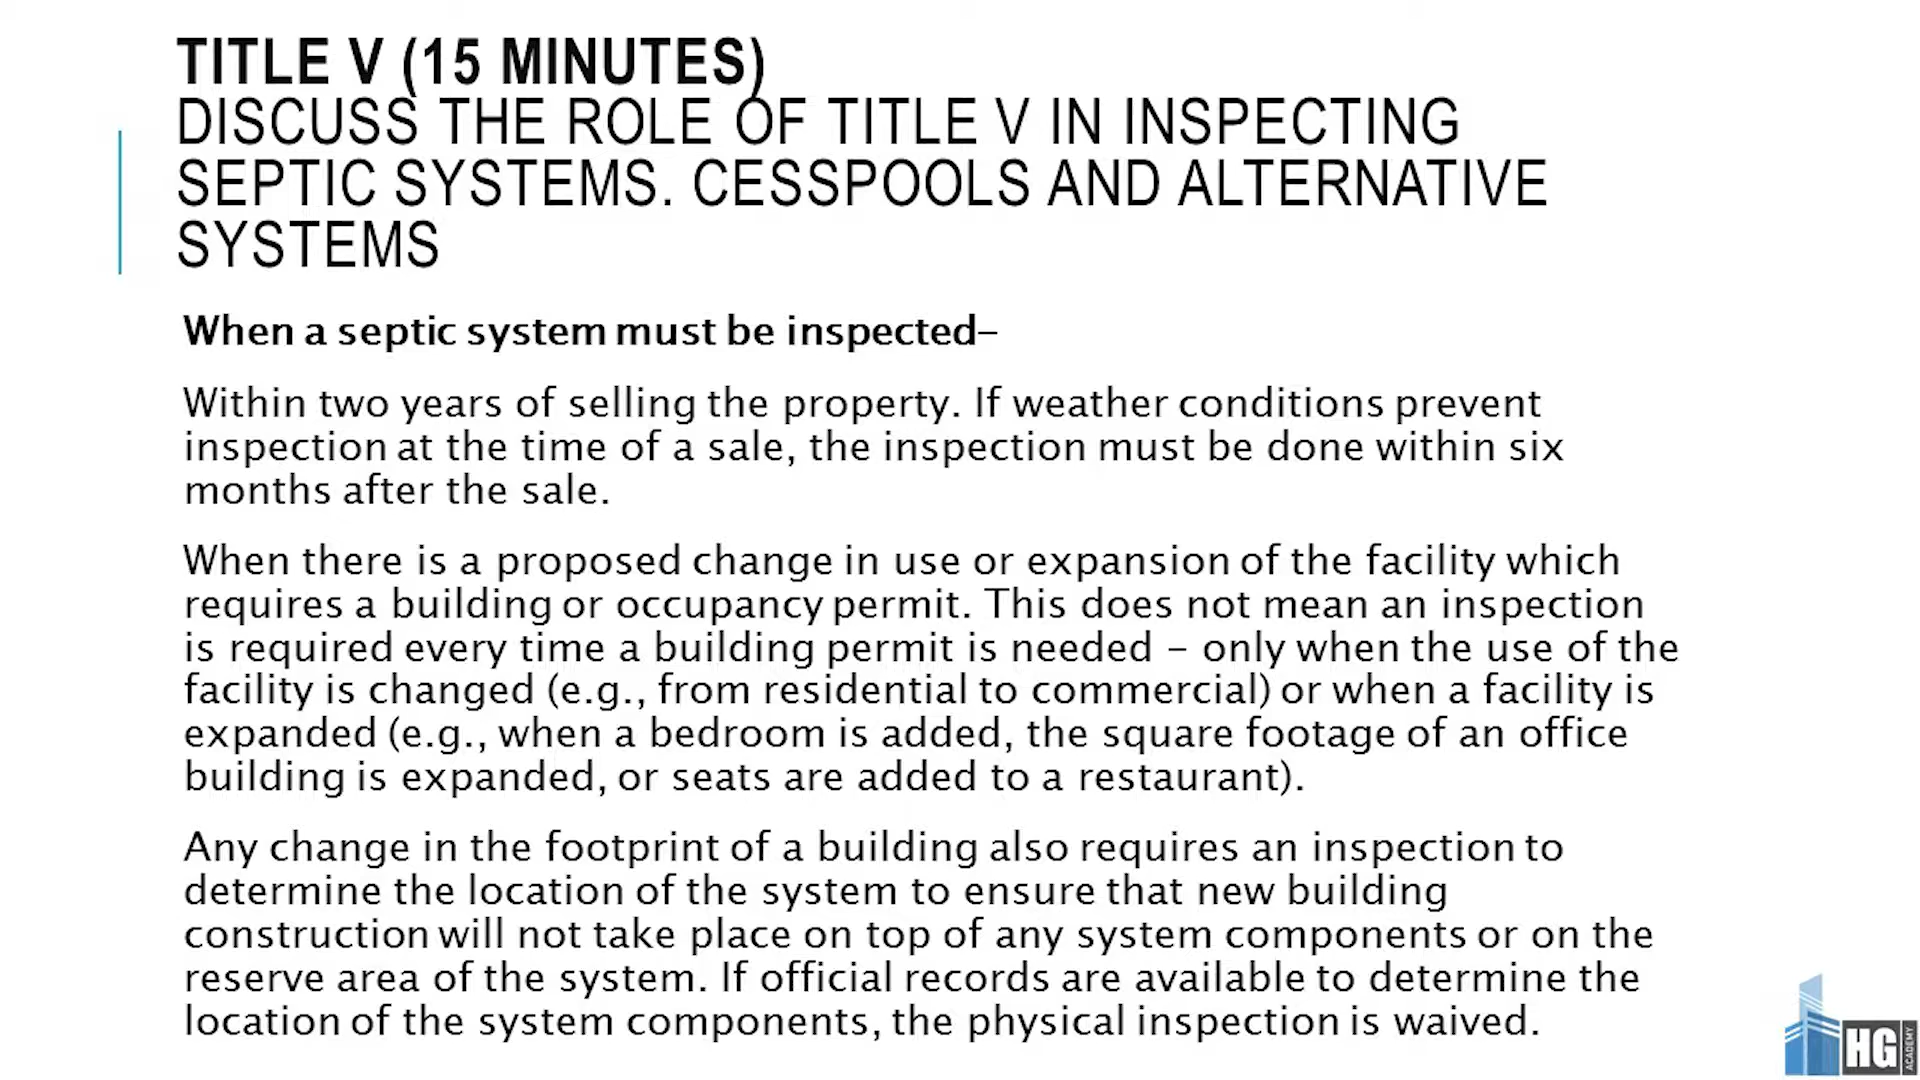 TITLE V (15 MINUTES)
DISCUSS THE ROLE OF TITLE V IN INSPECTING
SEPTIC SYSTEMS. CESSPOOLS AND ALTERNATIVE
SYSTEMS
When a septic system must be inspected–
Within two years of selling the property. If weather conditions prevent
inspection at the time of a sale, the inspection must be done within six
months after the sale.
When there is a proposed change in use or expansion of the facility which
requires a building or occupancy permit. This does not mean an inspection
is required every time a building permit is needed – only when the use of the
facility is changed (e.g., from residential to commercial) or when a facility is
expanded (e.g., when a bedroom is added, the square footage of an office
building is expanded, or seats are added to a restaurant).
Any change in the footprint of a building also requires an inspection to
determine the location of the system to ensure that new building
construction will not take place on top of any system components or on the
reserve area of the system. If official records are available to determine the
location of the system components, the physical inspection is waived.
HG
ACADEMY